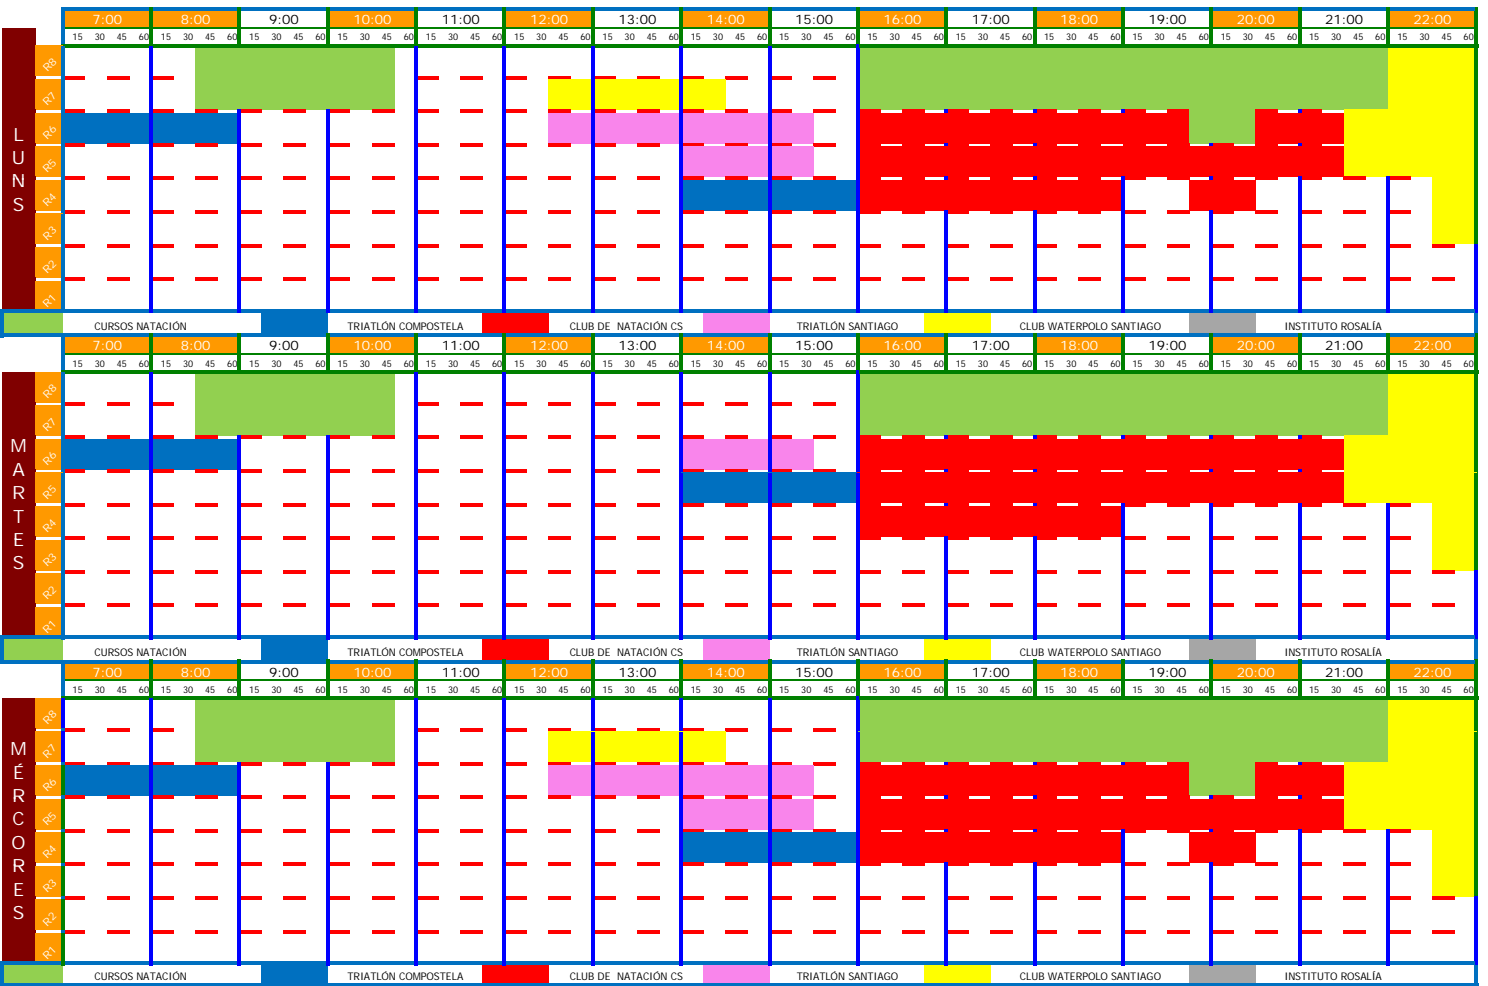 7:00 8:00 9:00 10:00 11:00 12:00 13:00 14:00 15:00 16:00 17:00 18:00 19:00 20:00 21:00 22:00
15 30 45 60 15 30 45 60 15 30 45 60 15 30 45 60 15 30 45 60 15 30 45 60 15 30 45 60 15 30 45 60 15 30 45 60 15 30 45 60 15 30 45 60 15 30 45 60 15 30 45 60 15 30 45 60 15 30 45 60 15 30 45 60
LUNS
R8
R7
R6
R5
R4
R3
R2
R1
CURSOS NATACIÓN TRIATLÓN COMPOSTELA CLUB DE NATACIÓN CS TRIATLÓN SANTIAGO CLUB WATERPOLO SANTIAGO INSTITUTO ROSALÍA
7:00 8:00 9:00 10:00 11:00 12:00 13:00 14:00 15:00 16:00 17:00 18:00 19:00 20:00 21:00 22:00
15 30 45 60 15 30 45 60 15 30 45 60 15 30 45 60 15 30 45 60 15 30 45 60 15 30 45 60 15 30 45 60 15 30 45 60 15 30 45 60 15 30 45 60 15 30 45 60 15 30 45 60 15 30 45 60 15 30 45 60 15 30 45 60
MARTES
R8
R7
R6
R5
R4
R3
R2
R1
CURSOS NATACIÓN TRIATLÓN COMPOSTELA CLUB DE NATACIÓN CS TRIATLÓN SANTIAGO CLUB WATERPOLO SANTIAGO INSTITUTO ROSALÍA
7:00 8:00 9:00 10:00 11:00 12:00 13:00 14:00 15:00 16:00 17:00 18:00 19:00 20:00 21:00 22:00
15 30 45 60 15 30 45 60 15 30 45 60 15 30 45 60 15 30 45 60 15 30 45 60 15 30 45 60 15 30 45 60 15 30 45 60 15 30 45 60 15 30 45 60 15 30 45 60 15 30 45 60 15 30 45 60 15 30 45 60 15 30 45 60
MÉRCORES
R8
R7
R6
R5
R4
R3
R2
R1
CURSOS NATACIÓN TRIATLÓN COMPOSTELA CLUB DE NATACIÓN CS TRIATLÓN SANTIAGO CLUB WATERPOLO SANTIAGO INSTITUTO ROSALÍA